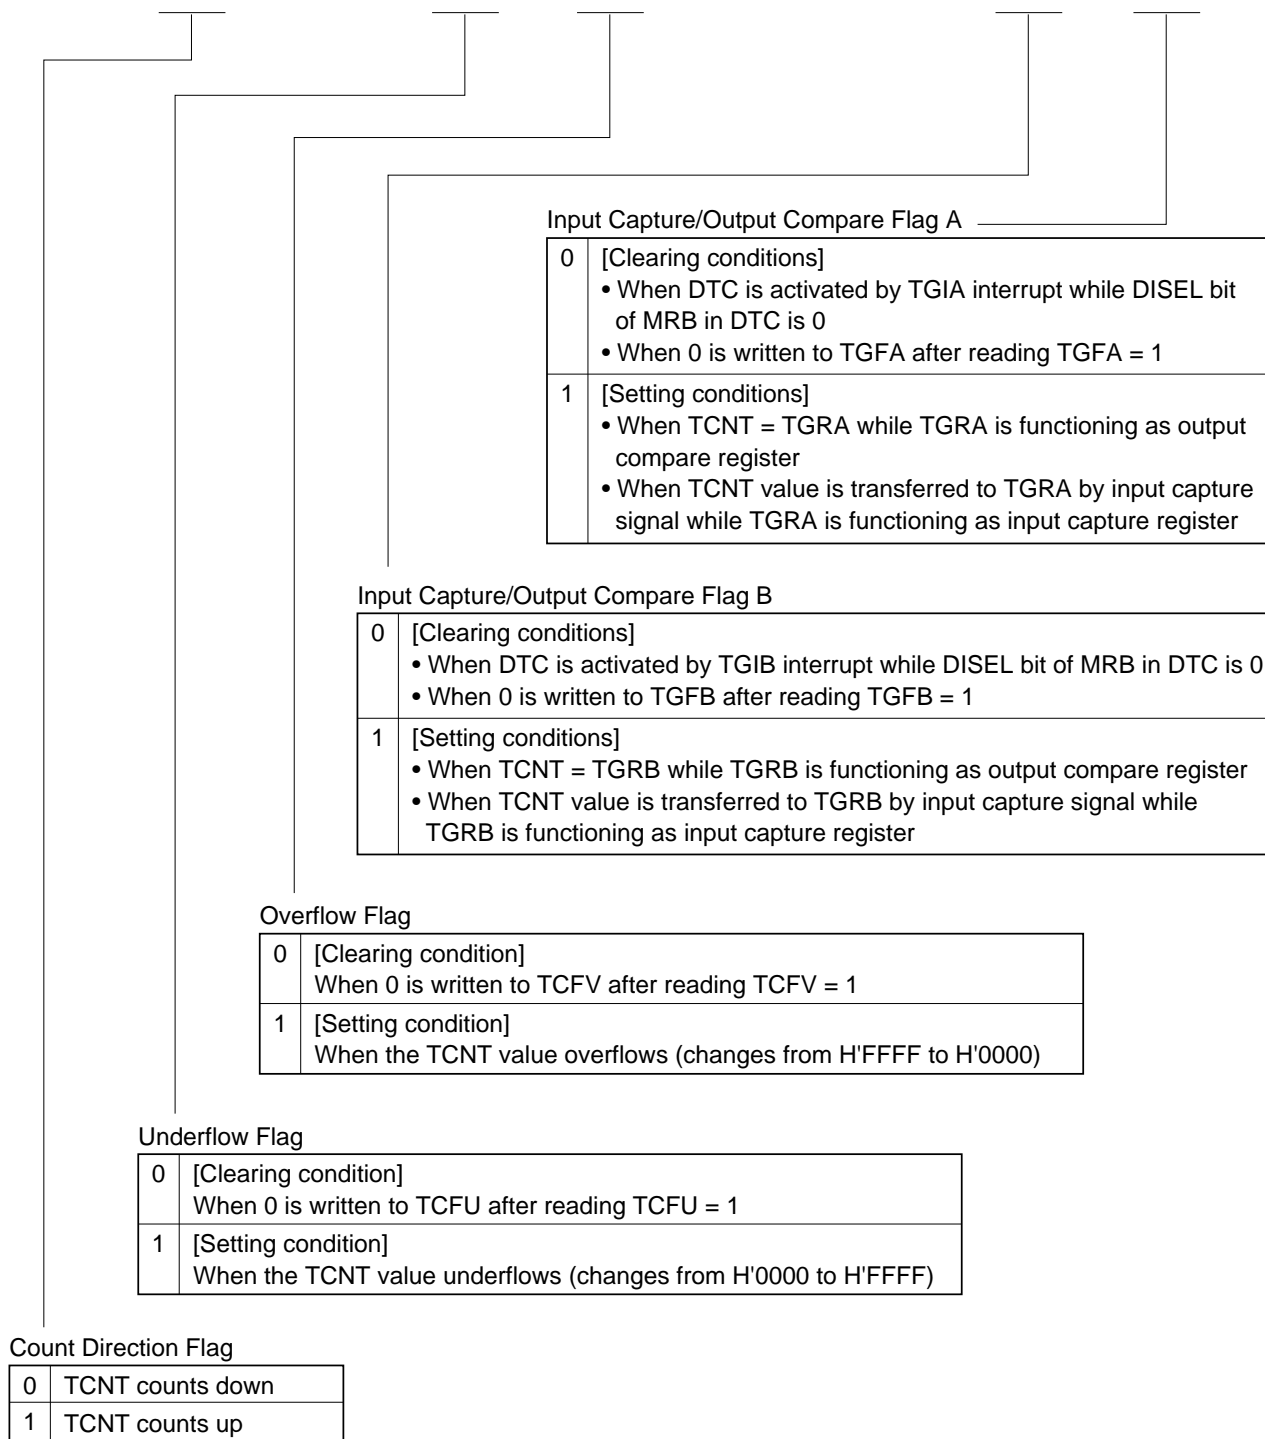 Input Capture/Output Compare Flag A
0 [Clearing conditions]
• When DTC is activated by TGIA interrupt while DISEL bit
of MRB in DTC is 0
• When 0 is written to TGFA after reading TGFA = 1
1 [Setting conditions]
• When TCNT = TGRA while TGRA is functioning as output
compare register
• When TCNT value is transferred to TGRA by input capture
signal while TGRA is functioning as input capture register
Input Capture/Output Compare Flag B
0 [Clearing conditions]
• When DTC is activated by TGIB interrupt while DISEL bit of MRB in DTC is 0
• When 0 is written to TGFB after reading TGFB = 1
1 [Setting conditions]
• When TCNT = TGRB while TGRB is functioning as output compare register
• When TCNT value is transferred to TGRB by input capture signal while
TGRB is functioning as input capture register
Overflow Flag
0 [Clearing condition]
When 0 is written to TCFV after reading TCFV = 1
1 [Setting condition]
When the TCNT value overflows (changes from H'FFFF to H'0000)
Underflow Flag
0 [Clearing condition]
When 0 is written to TCFU after reading TCFU = 1
1 [Setting condition]
When the TCNT value underflows (changes from H'0000 to H'FFFF)
Count Direction Flag
0 TCNT counts down
1 TCNT counts up